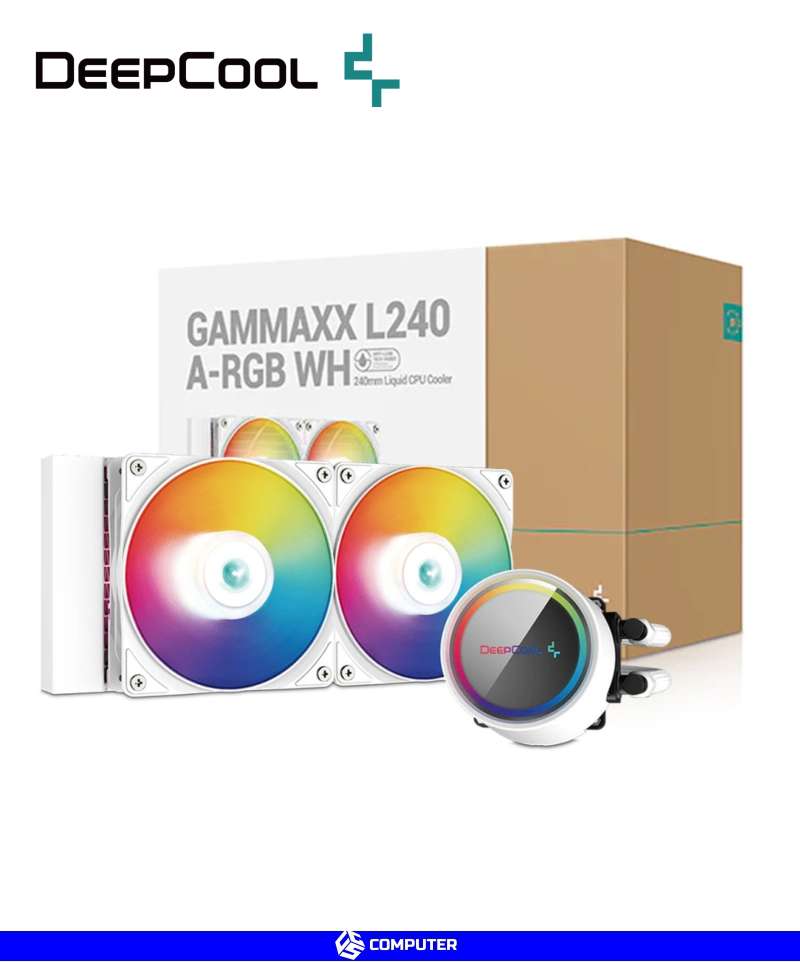 DEEPCOOL
GAMMAXX L240
A-RGB WH
240mm Liquid CPU Cooler
DEEPCOOL
COMPUTER